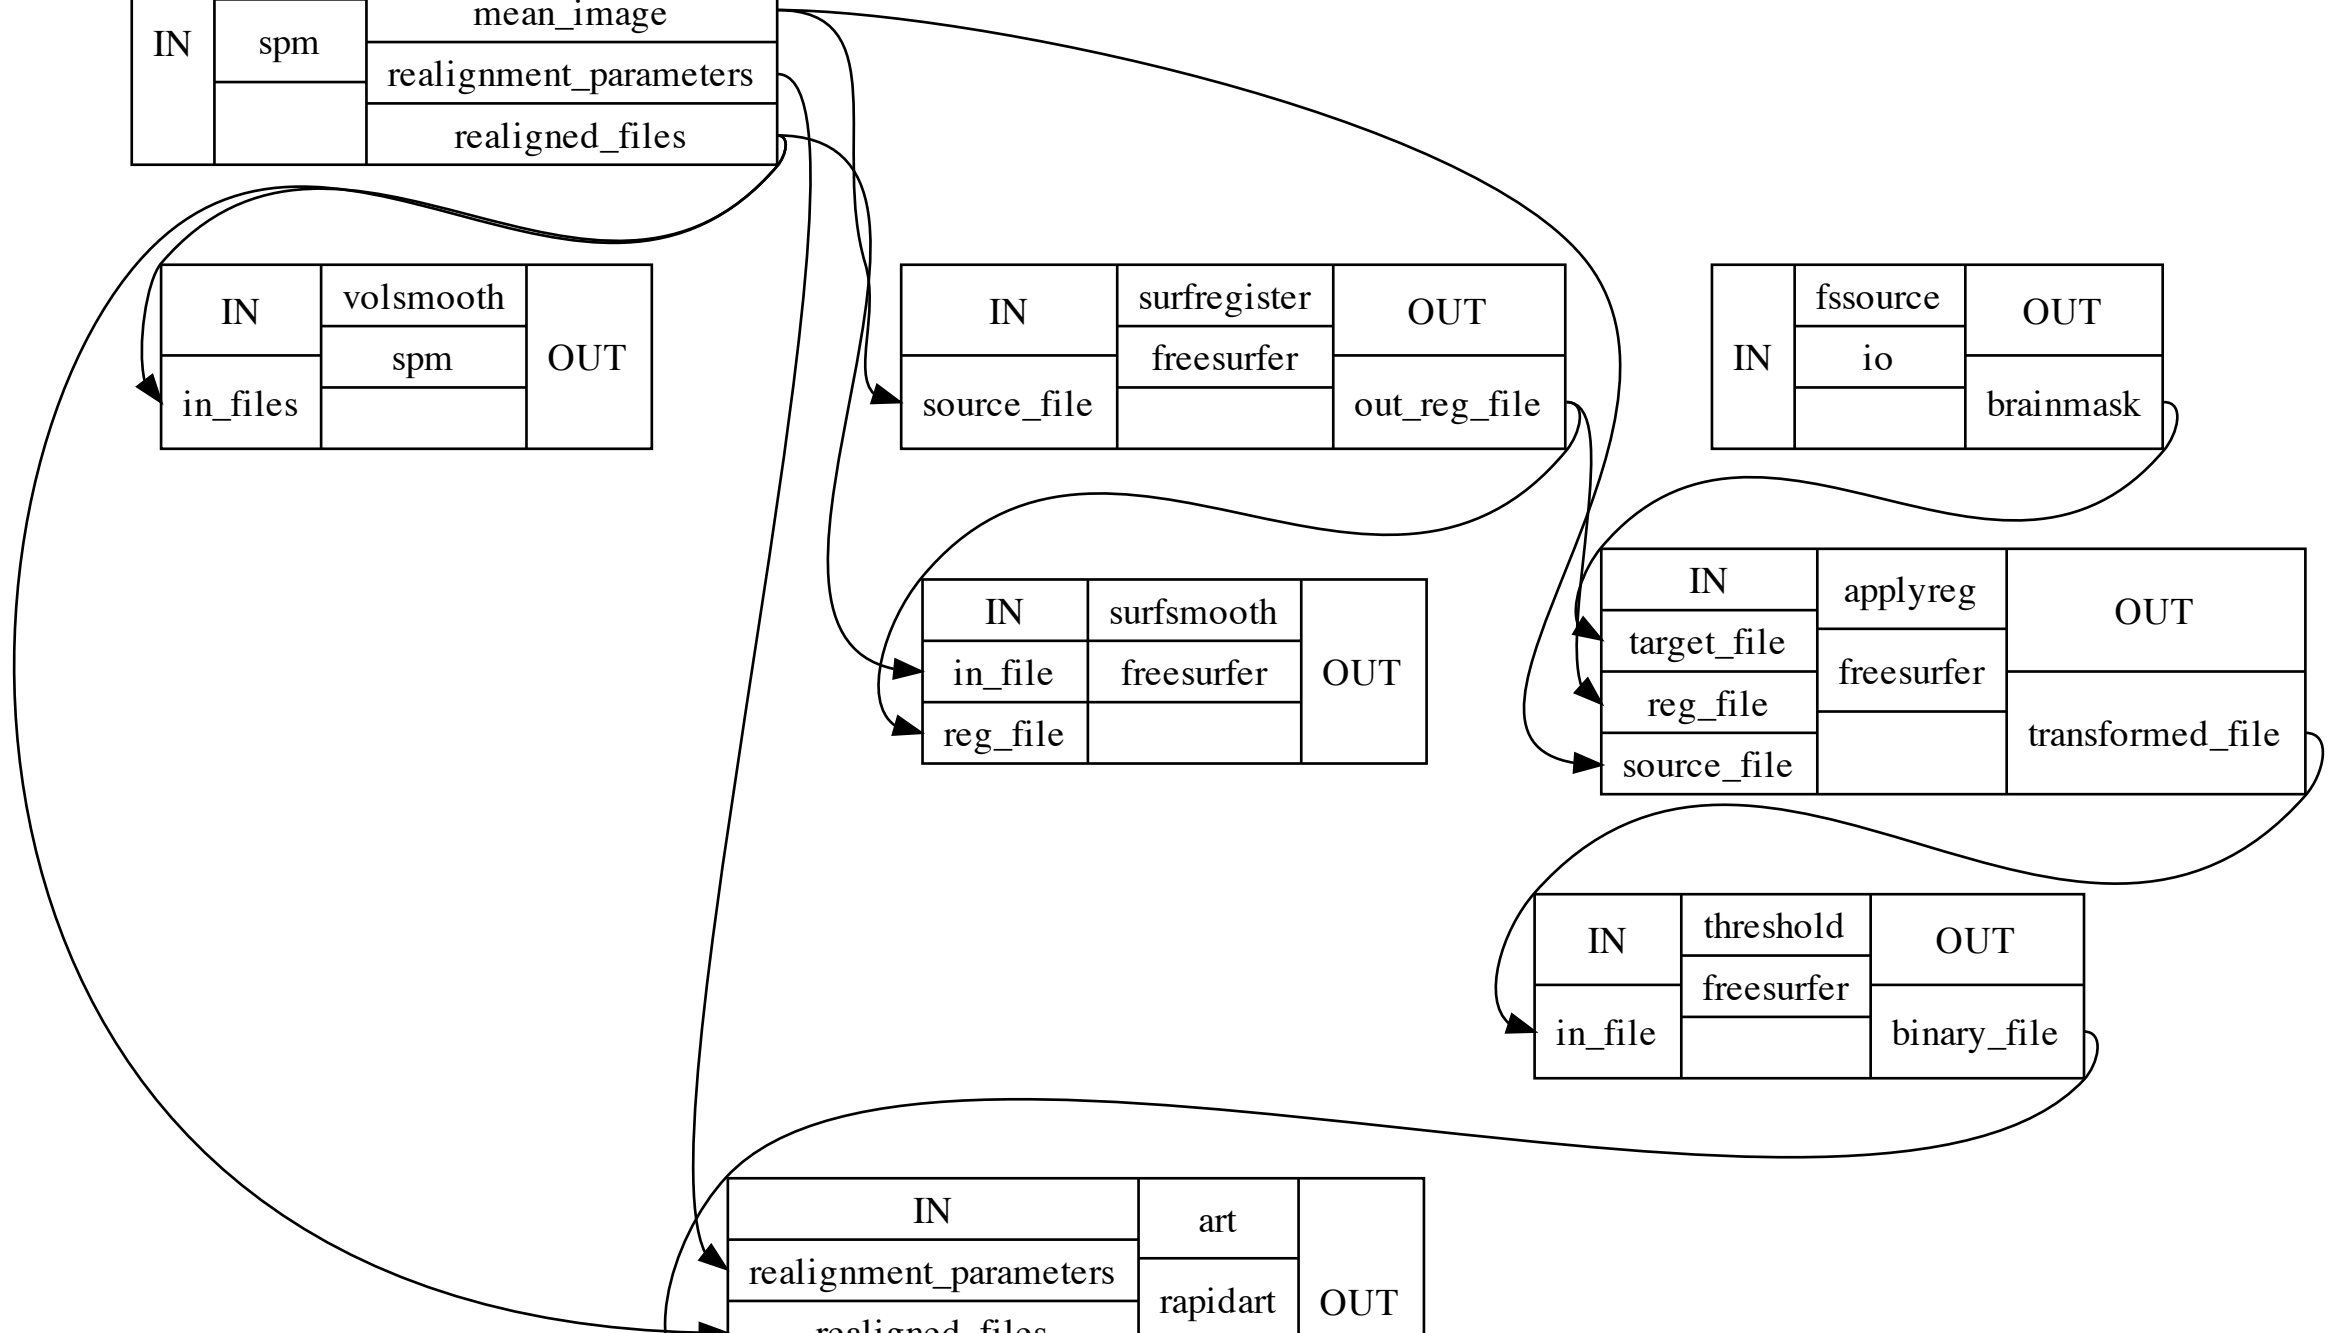 mean_image
IN
spm
realignment_parameters
realigned_files
IN
volsmooth
spm
OUT
in_files
IN
surfregister
OUT
freesurfer
source_file
out_reg_file
fssource
OUT
IN
io
brainmask
IN
surfsmooth
in_file
freesurfer
OUT
reg_file
IN
applyreg
OUT
target_file
freesurfer
reg_file
transformed_file
source_file
IN
threshold
OUT
freesurfer
in_file
binary_file
IN
art
realignment_parameters
rapidart
OUT
realigned_files